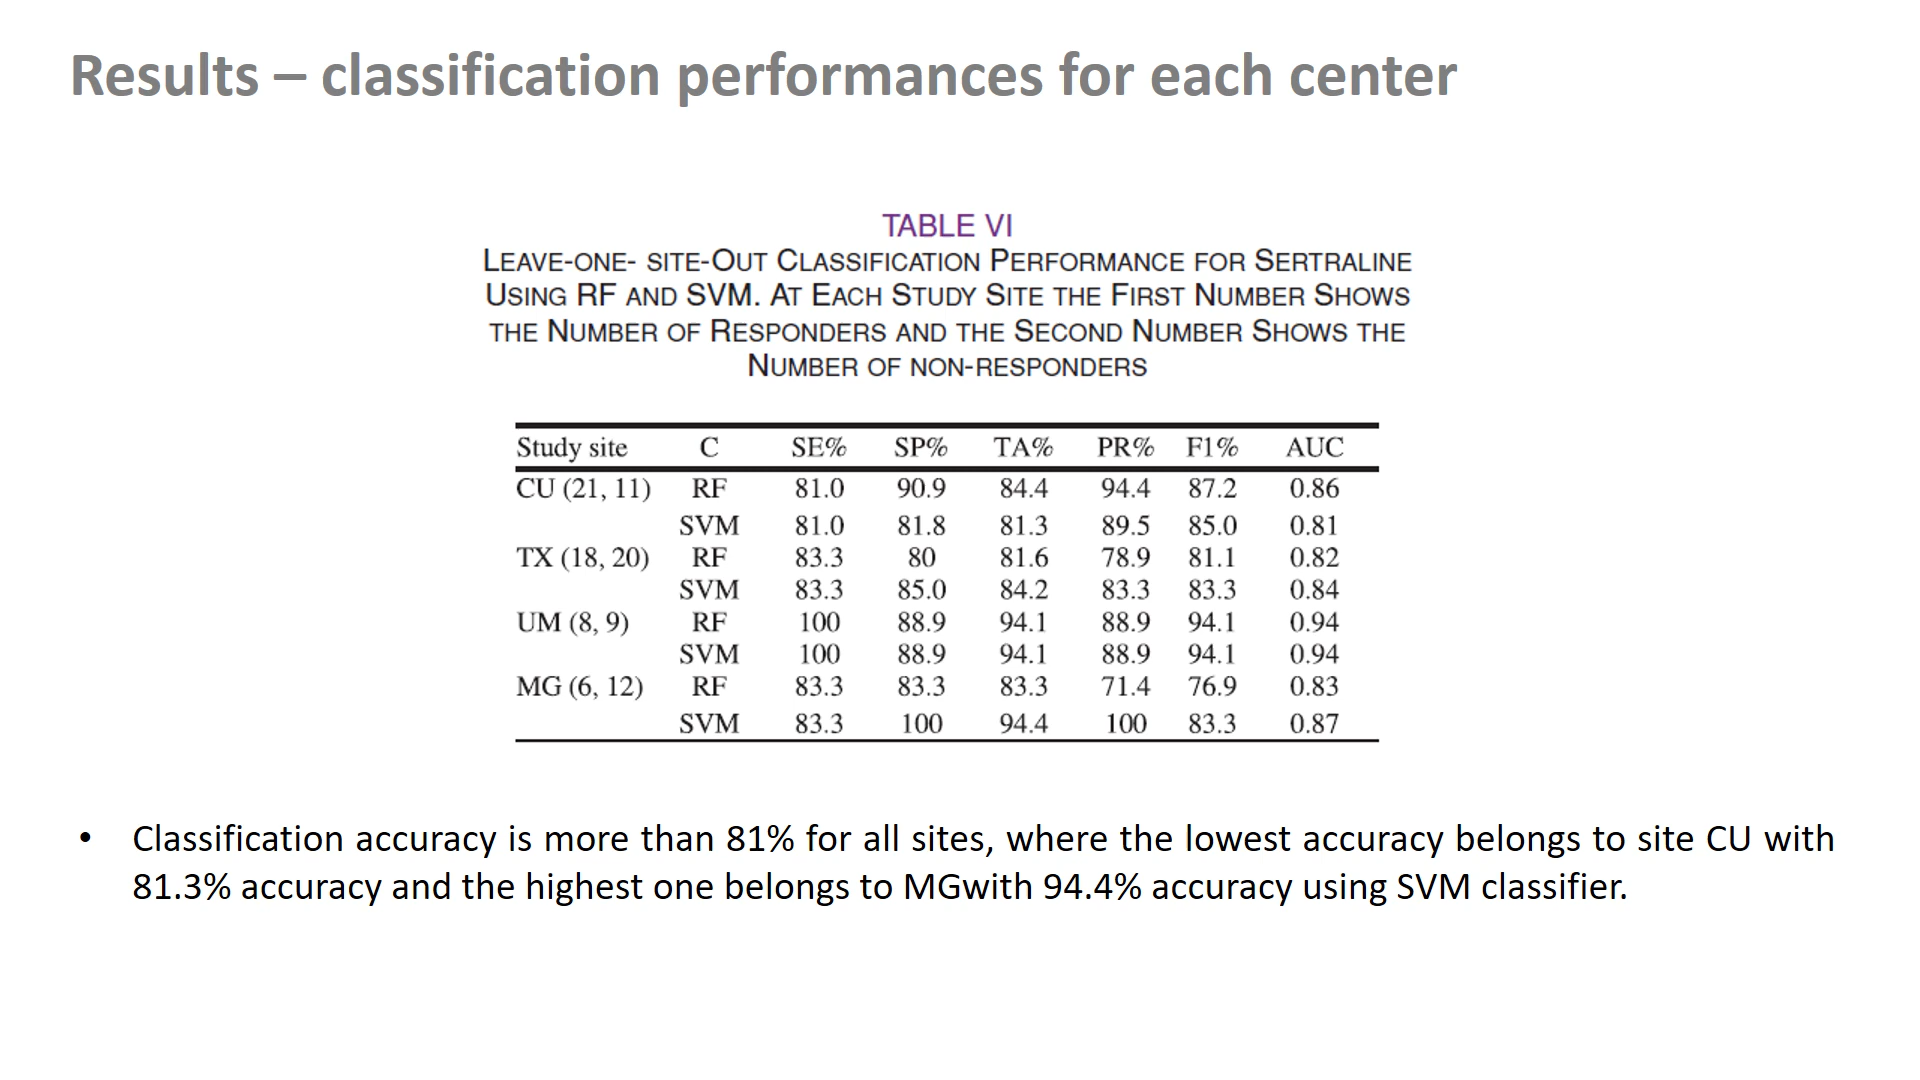 Results – classification performances for each center
TABLE VI
LEAVE-ONE- SITE-OUT CLASSIFICATION PERFORMANCE FOR SERTRALINE
USING RF AND SVM. AT EACH STUDY SITE THE FIRST NUMBER SHOWS
THE NUMBER OF RESPONDERS AND THE SECOND NUMBER SHOWS THE
NUMBER OF NON-RESPONDERS
Study site C SE% SP% TA% PR% F1% AUC
CU (21, 11) RF 81.0 90.9 84.4 94.4 87.2 0.86
SVM 81.0 81.8 81.3 89.5 85.0 0.81
TX (18, 20) RF 83.3 80 81.6 78.9 81.1 0.82
SVM 83.3 85.0 84.2 83.3 83.3 0.84
UM (8, 9) RF 100 88.9 94.1 88.9 94.1 0.94
SVM 100 88.9 94.1 88.9 94.1 0.94
MG (6, 12) RF 83.3 83.3 83.3 71.4 76.9 0.83
SVM 83.3 100 94.4 100 83.3 0.87
• Classification accuracy is more than 81% for all sites, where the lowest accuracy belongs to site CU with
81.3% accuracy and the highest one belongs to MGwith 94.4% accuracy using SVM classifier.